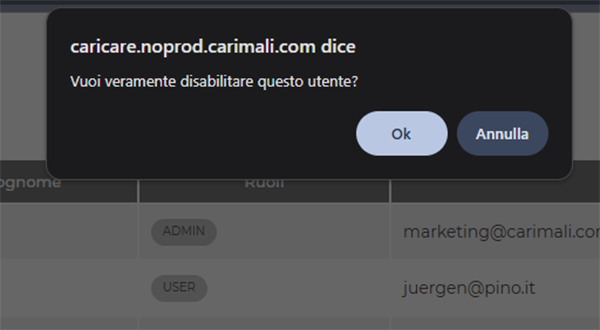 caricare.noprod.carimali.com dice
Vuoi veramente disabilitare questo utente?
Ok Annulla
ognome Ruoli
ADMIN marketing@carimali.com
USER juergen@pino.it